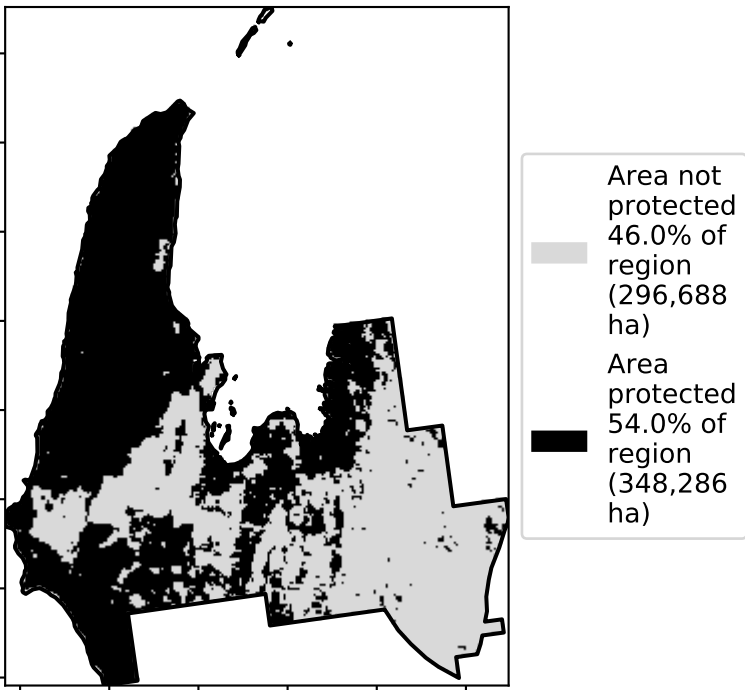 Area not
protected
46.0% of
region
(296,688
ha)
Area
protected
54.0% of
region
(348,286
ha)